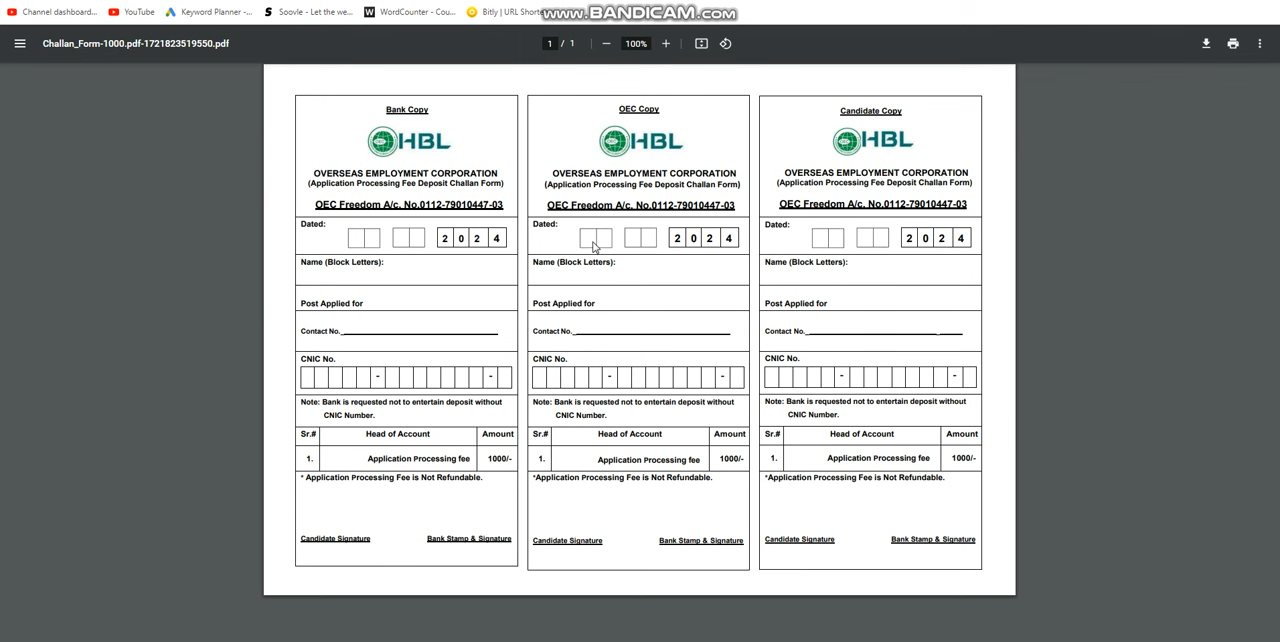 Channel dashboard...
YouTube
Keyword Planner -...
Soovle - Let the we...
WordCounter - Cou...
Bitly | URL Shorte
www.BANDICAM.com
Challan_Form-1000.pdf-1721823519550.pdf
1 / 1
100%
Bank Copy
HBL
OVERSEAS EMPLOYMENT CORPORATION
(Application Processing Fee Deposit Challan Form)
OEC Freedom A/c. No.0112-79010447-03
Dated:
2 0 2 4
Name (Block Letters):
Post Applied for
Contact No.
CNIC No.
- -
Note: Bank is requested not to entertain deposit without
CNIC Number.
Sr.# Head of Account Amount
1. Application Processing fee 1000/-
* Application Processing Fee is Not Refundable.
Candidate Signature Bank Stamp & Signature
OEC Copy
HBL
OVERSEAS EMPLOYMENT CORPORATION
(Application Processing Fee Deposit Challan Form)
OEC Freedom A/c. No.0112-79010447-03
Dated:
2 0 2 4
Name (Block Letters):
Post Applied for
Contact No.
CNIC No.
- -
Note: Bank is requested not to entertain deposit without
CNIC Number.
Sr.# Head of Account Amount
1. Application Processing fee 1000/-
*Application Processing Fee is Not Refundable.
Candidate Signature Bank Stamp & Signature
Candidate Copy
HBL
OVERSEAS EMPLOYMENT CORPORATION
(Application Processing Fee Deposit Challan Form)
OEC Freedom A/c. No.0112-79010447-03
Dated:
2 0 2 4
Name (Block Letters):
Post Applied for
Contact No.
CNIC No.
- -
Note: Bank is requested not to entertain deposit without
CNIC Number.
Sr.# Head of Account Amount
1. Application Processing fee 1000/-
*Application Processing Fee is Not Refundable.
Candidate Signature Bank Stamp & Signature